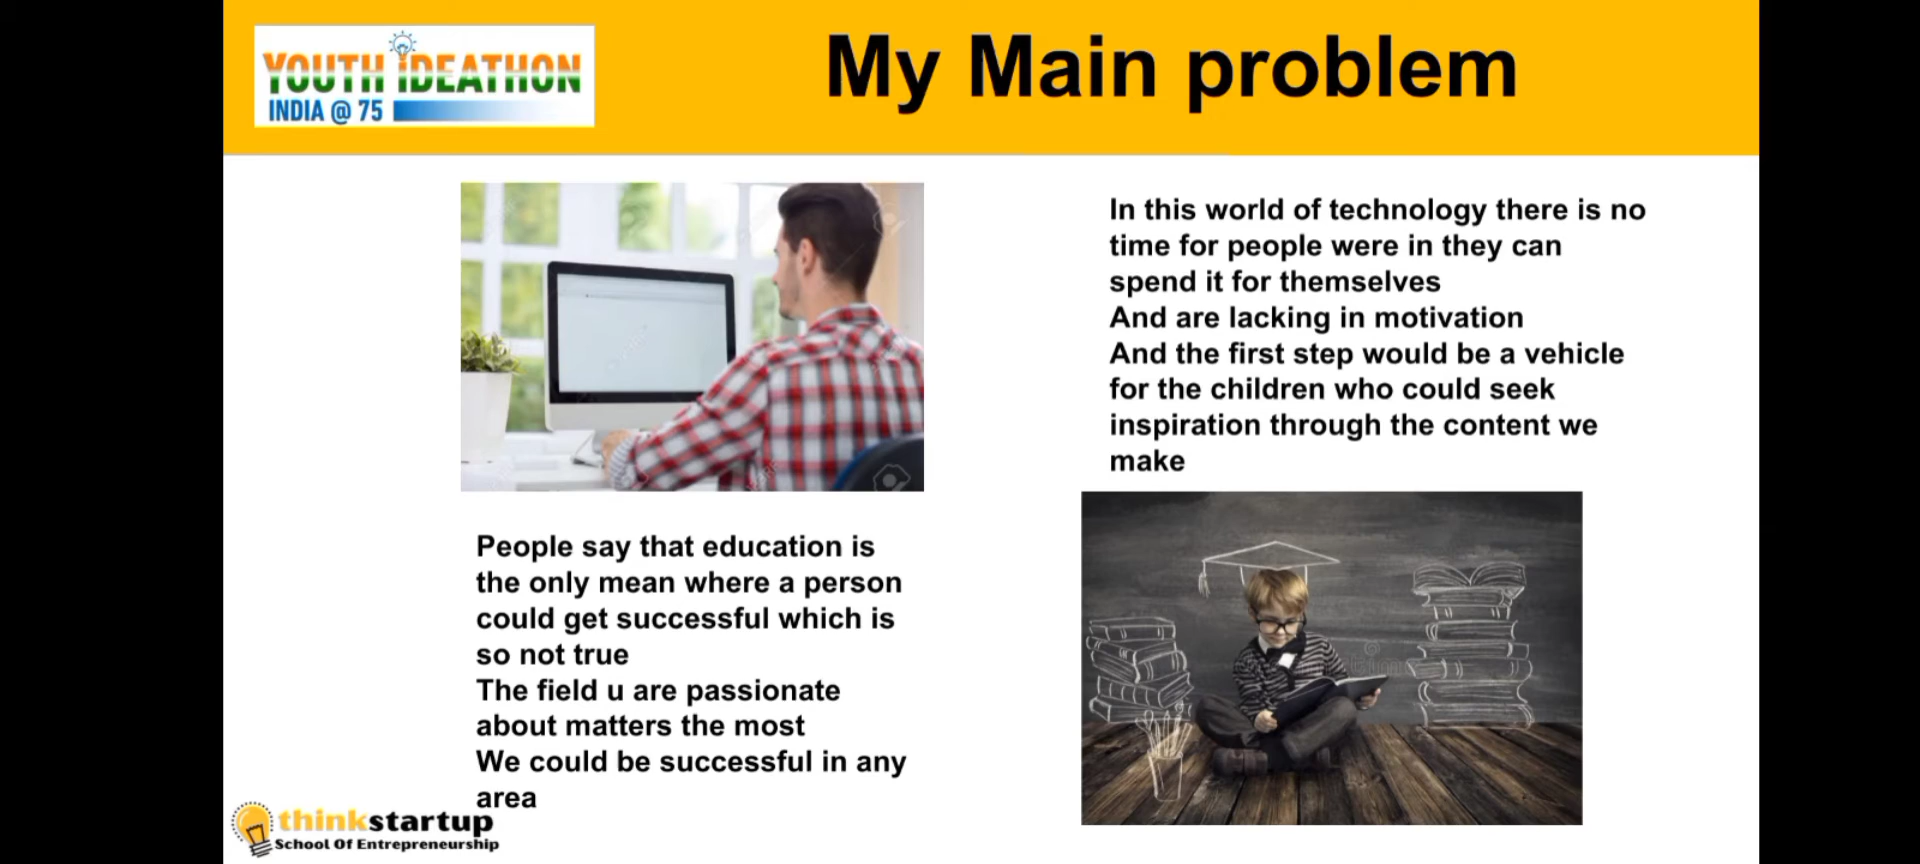 YOUTH iDEATHON
INDIA @ 75
My Main problem
In this world of technology there is no
time for people were in they can
spend it for themselves
And are lacking in motivation
And the first step would be a vehicle
for the children who could seek
inspiration through the content we
make
People say that education is
the only mean where a person
could get successful which is
so not true
The field u are passionate
about matters the most
We could be successful in any
area
thinkstartup
School Of Entrepreneurship